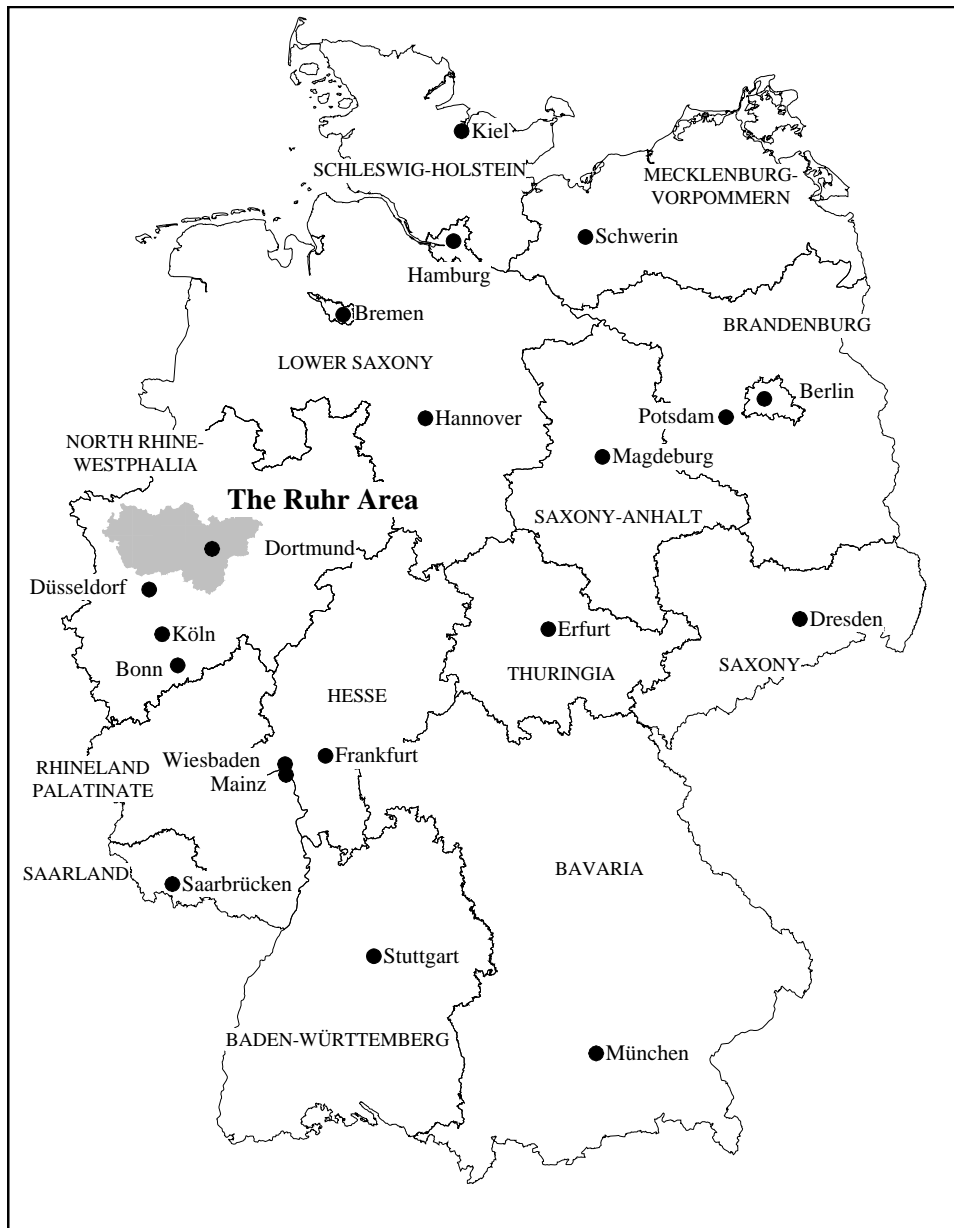 Kiel
SCHLESWIG-HOLSTEIN
MECKLENBURG-
VORPOMMERN
Schwerin
Hamburg
Bremen
BRANDENBURG
LOWER SAXONY
Berlin
Potsdam
Hannover
NORTH RHINE-
WESTPHALIA
Magdeburg
The Ruhr Area
SAXONY-ANHALT
Dortmund
Düsseldorf
Köln
Erfurt
Dresden
Bonn
THURINGIA
SAXONY
HESSE
Wiesbaden
Frankfurt
Mainz
RHINELAND
PALATINATE
SAARLAND
Saarbrücken
BAVARIA
Stuttgart
BADEN-WÜRTTEMBERG
München